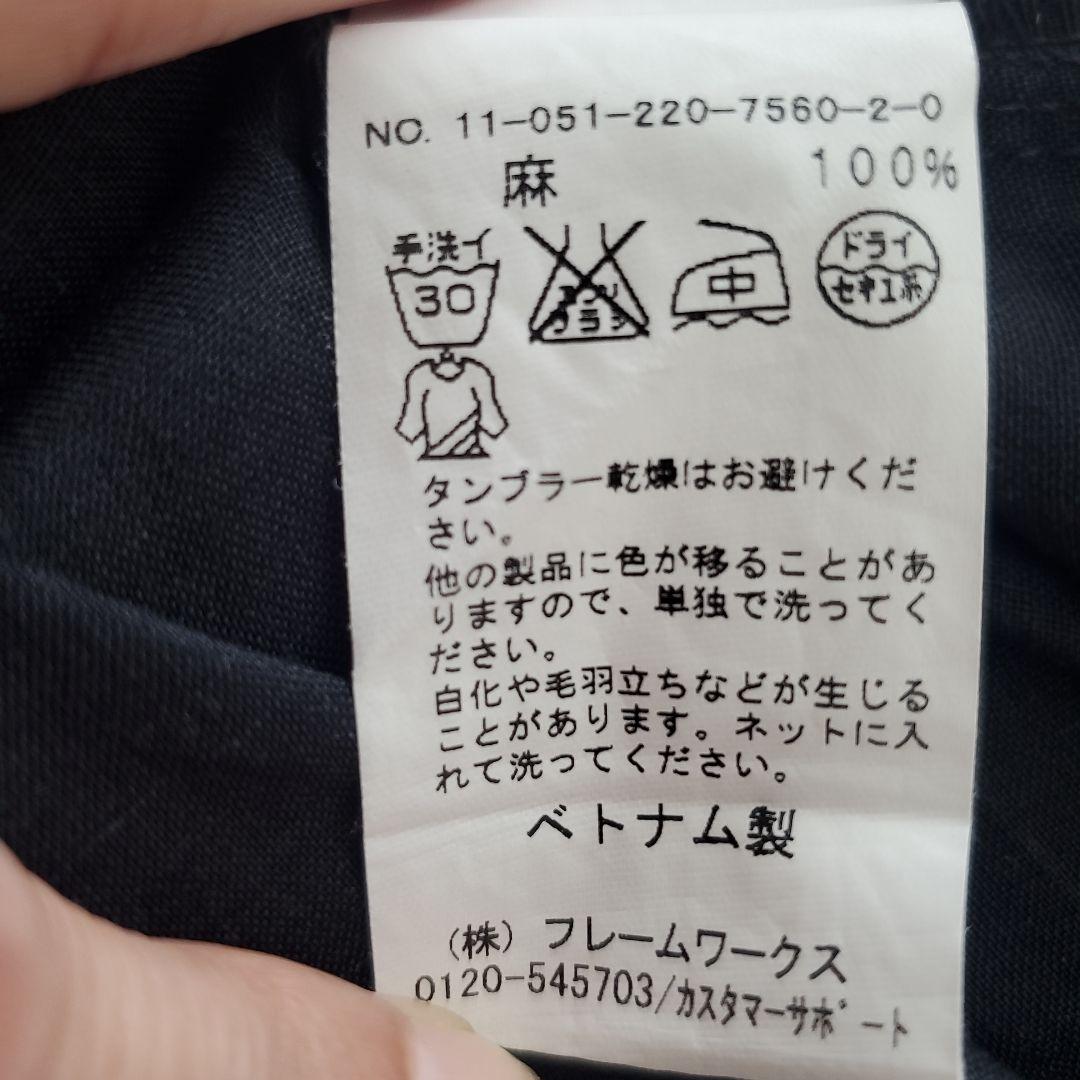 NO. 11-051-220-7560-2-0
麻 100%
手洗イ
30
エンソ
サラシ
中
ドライ
セキユ系
タンブラー乾燥はお避けくだ
さい。
他の製品に色が移ることがあ
りますので、単独で洗ってく
ださい。
白化や毛羽立ちなどが生じる
ことがあります。ネットに入
れて洗ってください。
ベトナム製
(株) フレームワークス
0120-545703/カスタマーサポート